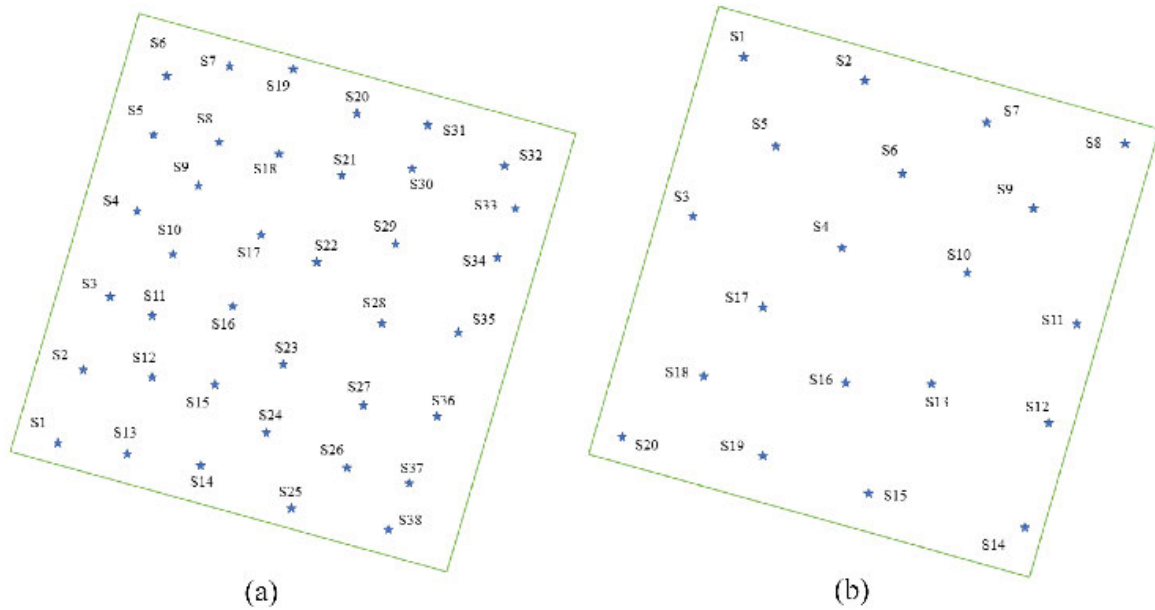 S6
S7
S19
S20
S31
S5
S8
S18
S21
S30
S32
S9
S33
S4
S10
S17
S22
S29
S34
S3
S11
S16
S28
S35
S2
S12
S15
S23
S27
S36
S1
S13
S24
S26
S14
S25
S37
S38
(a)
S1
S2
S7
S5
S6
S8
S3
S4
S9
S10
S17
S11
S18
S16
S13
S12
S20
S19
S15
S14
(b)